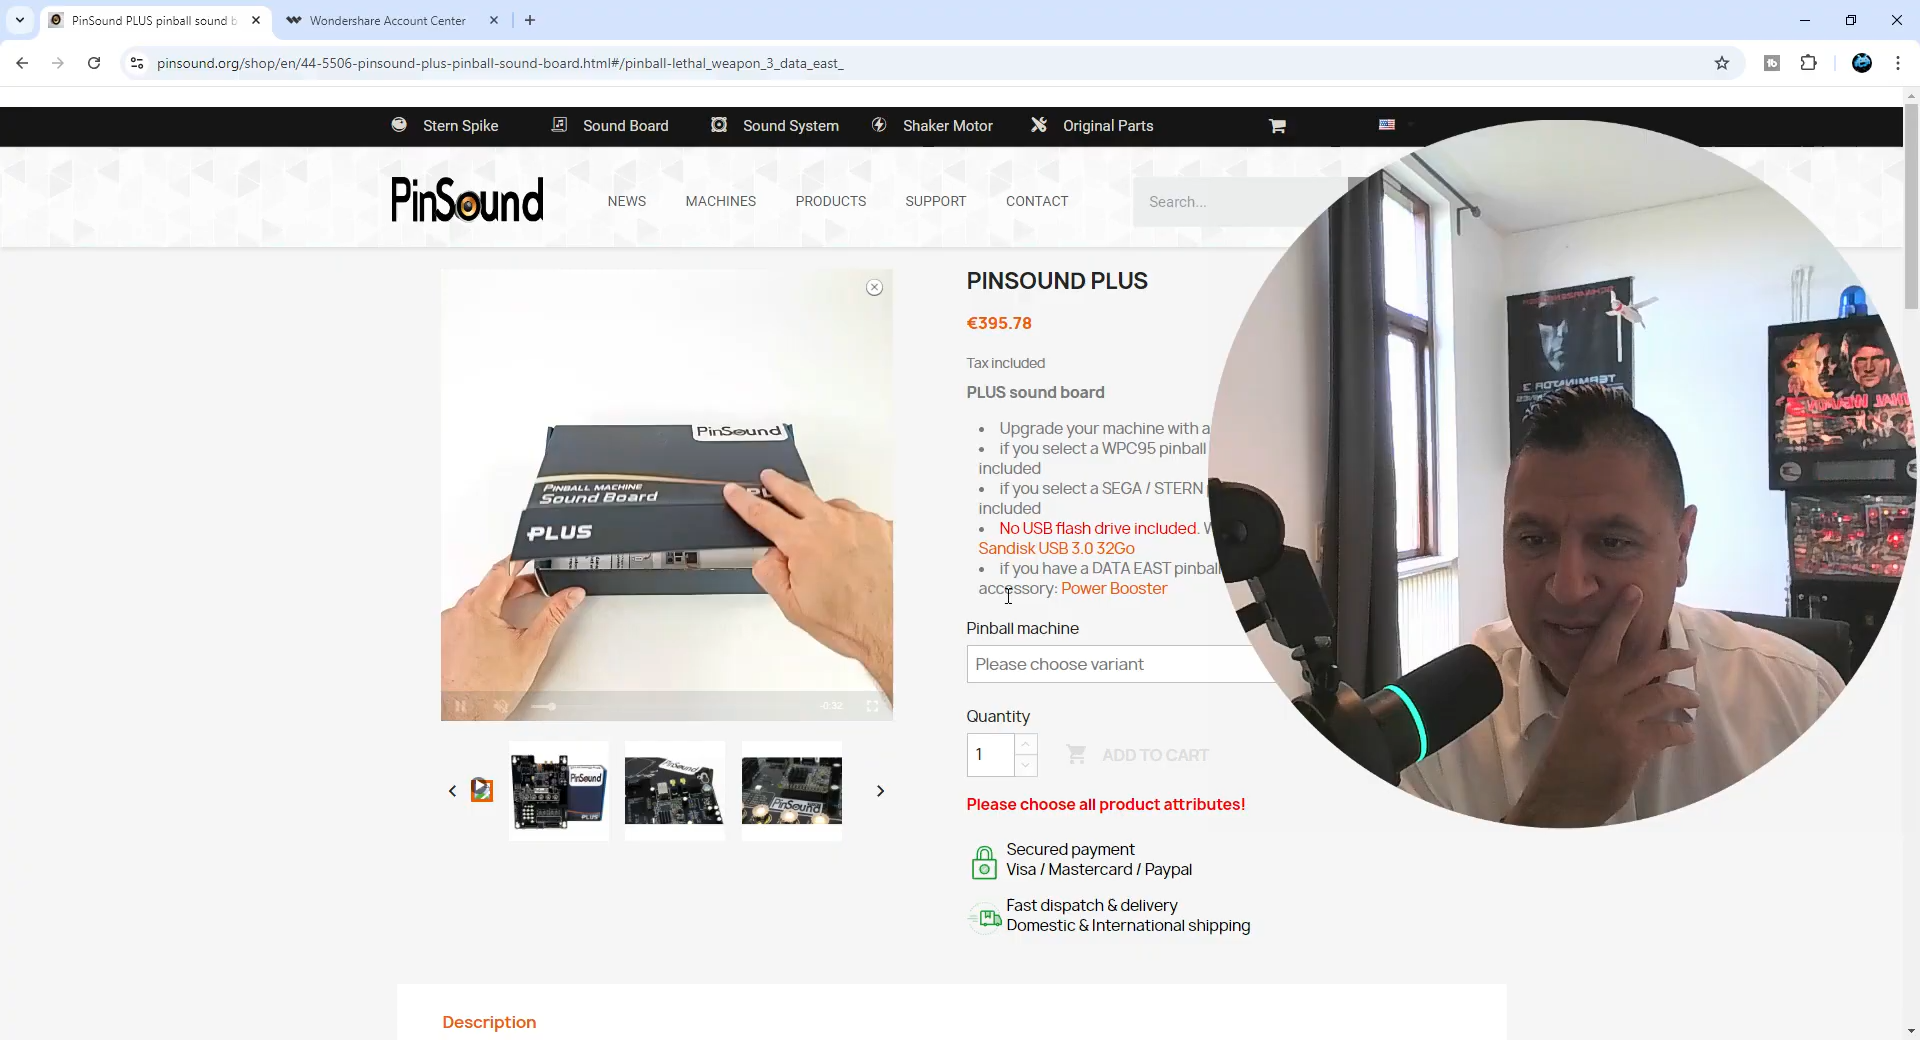 PinSound PLUS pinball sound b
Wondershare Account Center
pinsound.org/shop/en/44-5506-pinsound-plus-pinball-sound-board.html#/pinball-lethal_weapon_3_data_east_
Stern Spike
Sound Board
Sound System
Shaker Motor
Original Parts
PinSound
NEWS
MACHINES
PRODUCTS
SUPPORT
CONTACT
Search...
PINSOUND PLUS
€395.78
Tax included
PLUS sound board
• Upgrade your machine with a
• if you select a WPC95 pinball
included
• if you select a SEGA / STERN
included
• No USB flash drive included.
Sandisk USB 3.0 32Go
• if you have a DATA EAST pinbal
accessory: Power Booster
Pinball machine
Please choose variant
Quantity
1
ADD TO CART
Please choose all product attributes!
Secured payment
Visa / Mastercard / Paypal
Fast dispatch & delivery
Domestic & International shipping
PinSound
PINBALL MACHINE
Sound Board
PLUS
-0:32
PinSound
PLUS
PinSound
PinSound
Description